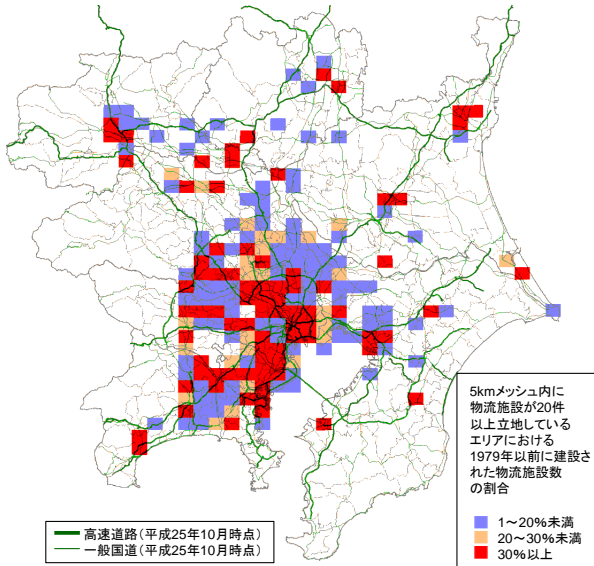 5kmメッシュ内に
物流施設が20件
以上立地している
エリアにおける
1979年以前に建設さ
れた物流施設数
の割合
1～20%未満
20～30%未満
30%以上
高速道路(平成25年10月時点)
一般国道(平成25年10月時点)